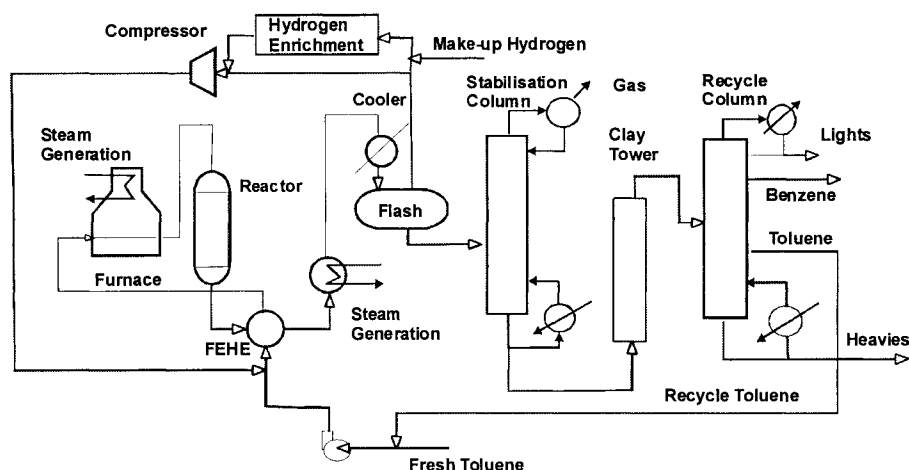 Compressor
Hydrogen
Enrichment
Make-up Hydrogen
Stabilisation
Column
Gas
Recycle
Column
Cooler
Clay
Tower
Lights
Steam
Generation
Reactor
Benzene
Flash
Toluene
Furnace
Steam
Generation
FEHE
Heavies
Recycle Toluene
Fresh Toluene